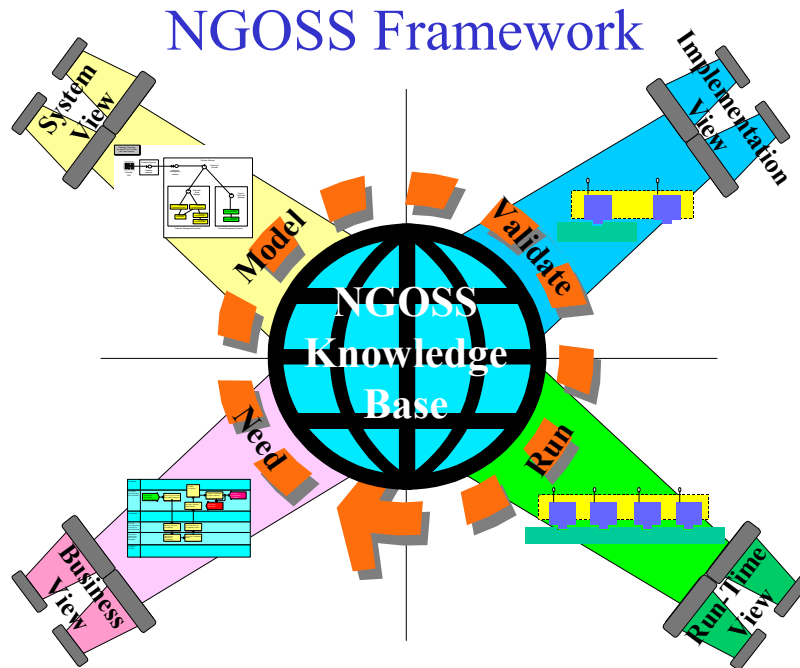 NGOSS Framework
System
View
Implementation
View
Model
Validate
NGOSS
Knowledge
Base
Need
Run
Business
View
Run-Time
View